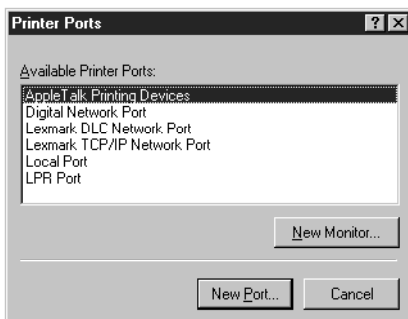 Printer Ports
Available Printer Ports:
AppleTalk Printing Devices
Digital Network Port
Lexmark DLC Network Port
Lexmark TCP/IP Network Port
Local Port
LPR Port
New Monitor...
New Port...
Cancel